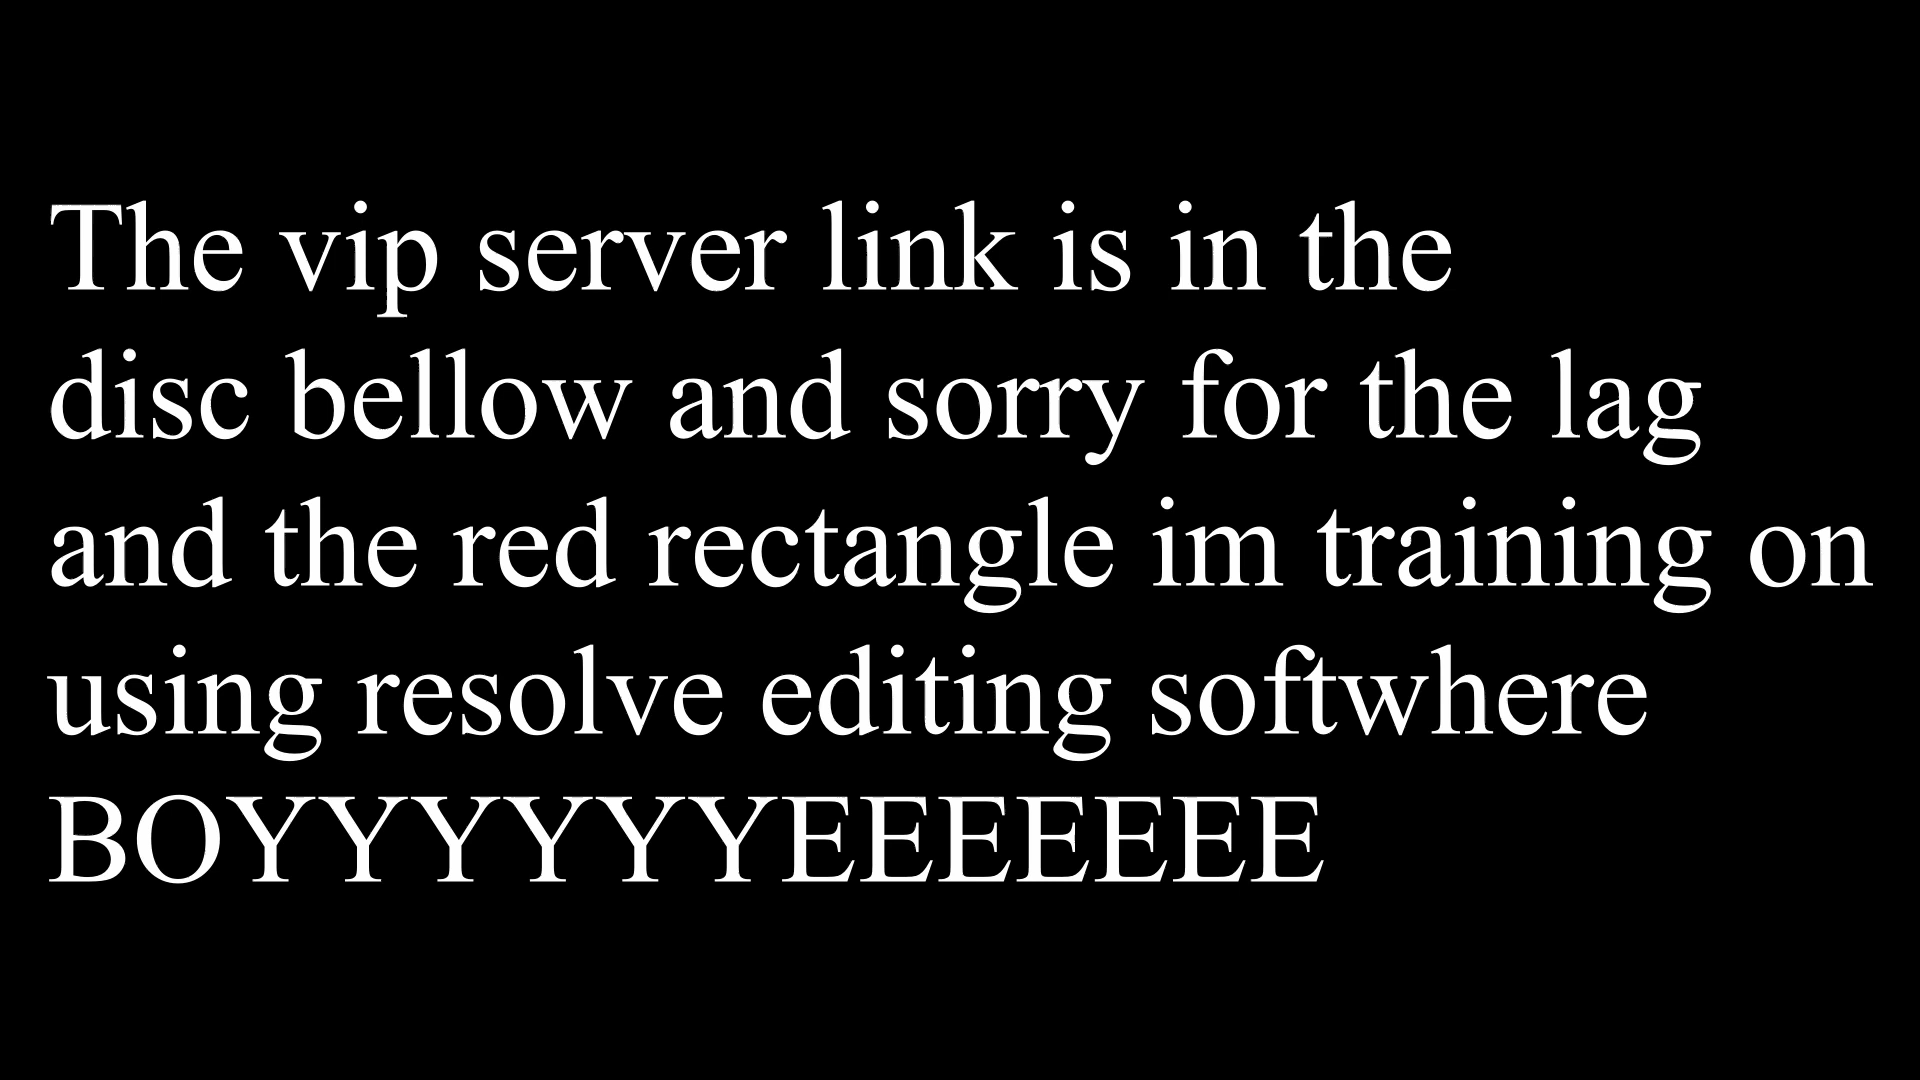 The vip server link is in the
disc bellow and sorry for the lag
and the red rectangle im training on
using resolve editing softwhere
BOYYYYYYEEEEEEE